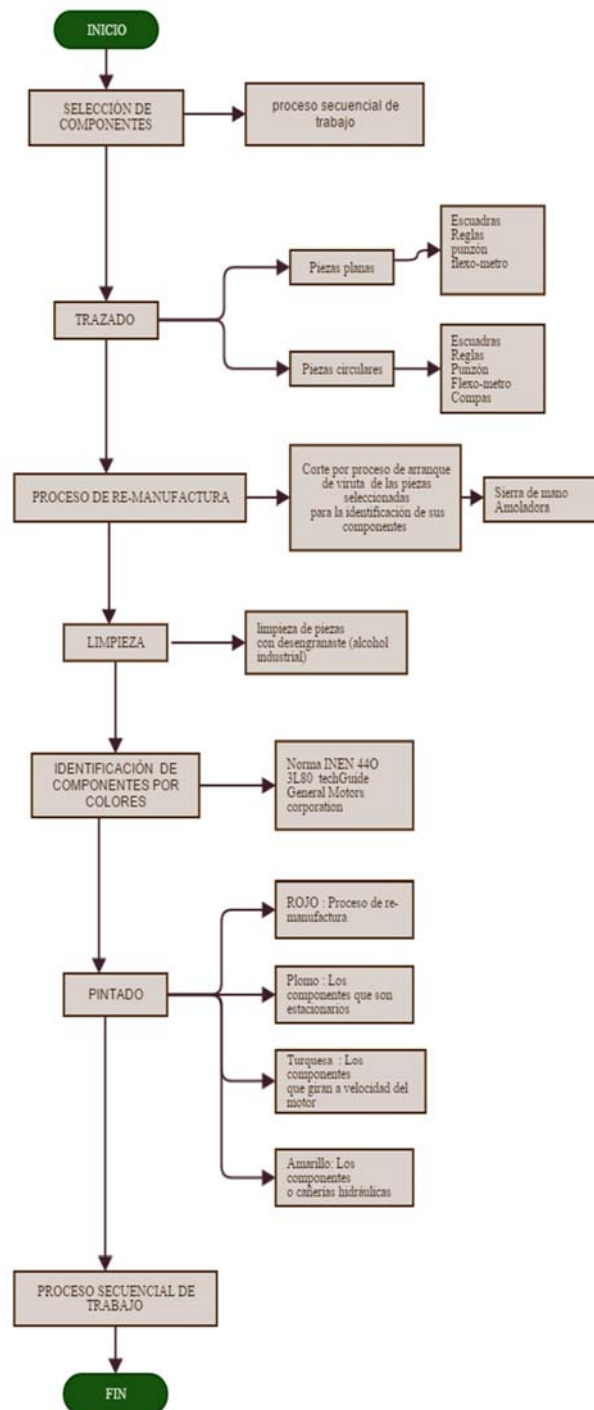 INICIO
SELECCIÓN DE
COMPONENTES
proceso secuencial de
trabajo
Escuadras
Reglas
punzón
flexo-metro
Piezas planas
TRAZADO
Piezas circulares
Escuadras
Reglas
Punzón
Flexo-metro
Compas
PROCESO DE RE-MANUFACTURA
Corte por proceso de arranque
de viruta de las piezas
seleccionadas
para la identificación de sus
componentes
Sierra de mano
Amoladora
LIMPIEZA
limpieza de piezas
con desengranaste (alcohol
industrial)
IDENTIFICACIÓN DE
COMPONENTES POR
COLORES
Norma INEN 44O
3L80 techGuide
General Motors
corporation
ROJO : Proceso de re-
manufactura
PINTADO
Plomo : Los
componentes que son
estacionarios
Turquesa : Los
componentes
que giran a velocidad del
motor
Amarillo: Los
componentes
o cañerías hidráulicas
PROCESO SECUENCIAL DE
TRABAJO
FIN